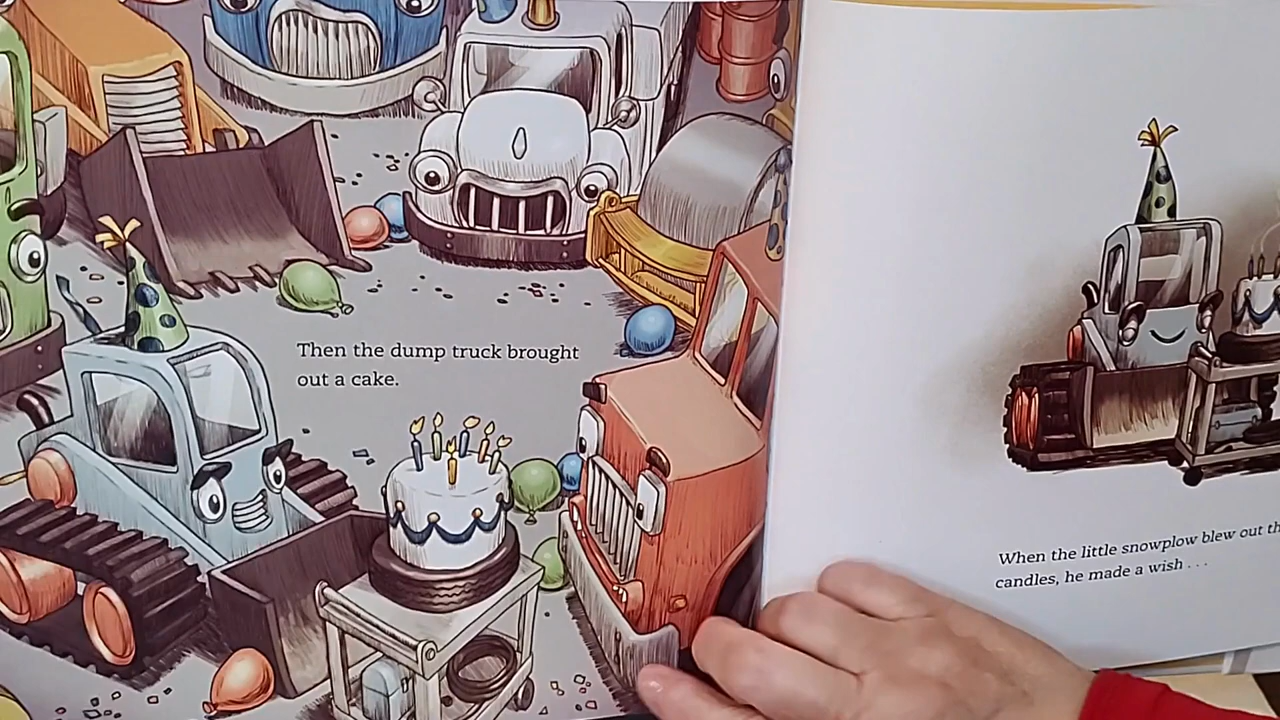 Then the dump truck brought
out a cake.
When the little snowplow blew out
candles, he made a wish . . .